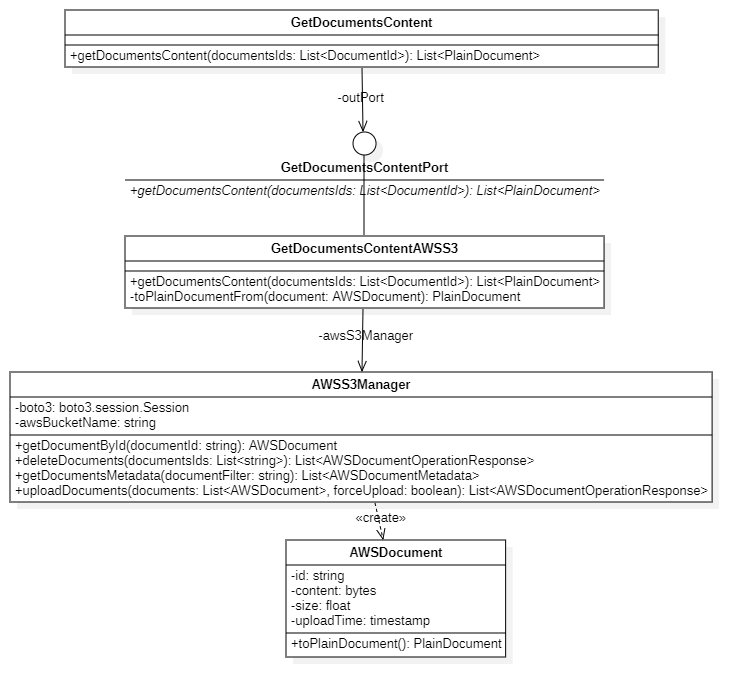 GetDocumentsContent
+getDocumentsContent(documentsIds: List<DocumentId>): List<PlainDocument>
-outPort
GetDocumentsContentPort
+getDocumentsContent(documentsIds: List<DocumentId>): List<PlainDocument>
GetDocumentsContentAWSS3
+getDocumentsContent(documentsIds: List<DocumentId>): List<PlainDocument>
-toPlainDocumentFrom(document: AWSDocument): PlainDocument
-awsS3Manager
AWSS3Manager
-boto3: boto3.session.Session
-awsBucketName: string
+getDocumentById(documentId: string): AWSDocument
+deleteDocuments(documentsIds: List<string>): List<AWSDocumentOperationResponse>
+getDocumentsMetadata(documentFilter: string): List<AWSDocumentMetadata>
+uploadDocuments(documents: List<AWSDocument>, forceUpload: boolean): List<AWSDocumentOperationResponse>
«create»
AWSDocument
-id: string
-content: bytes
-size: float
-uploadTime: timestamp
+toPlainDocument(): PlainDocument